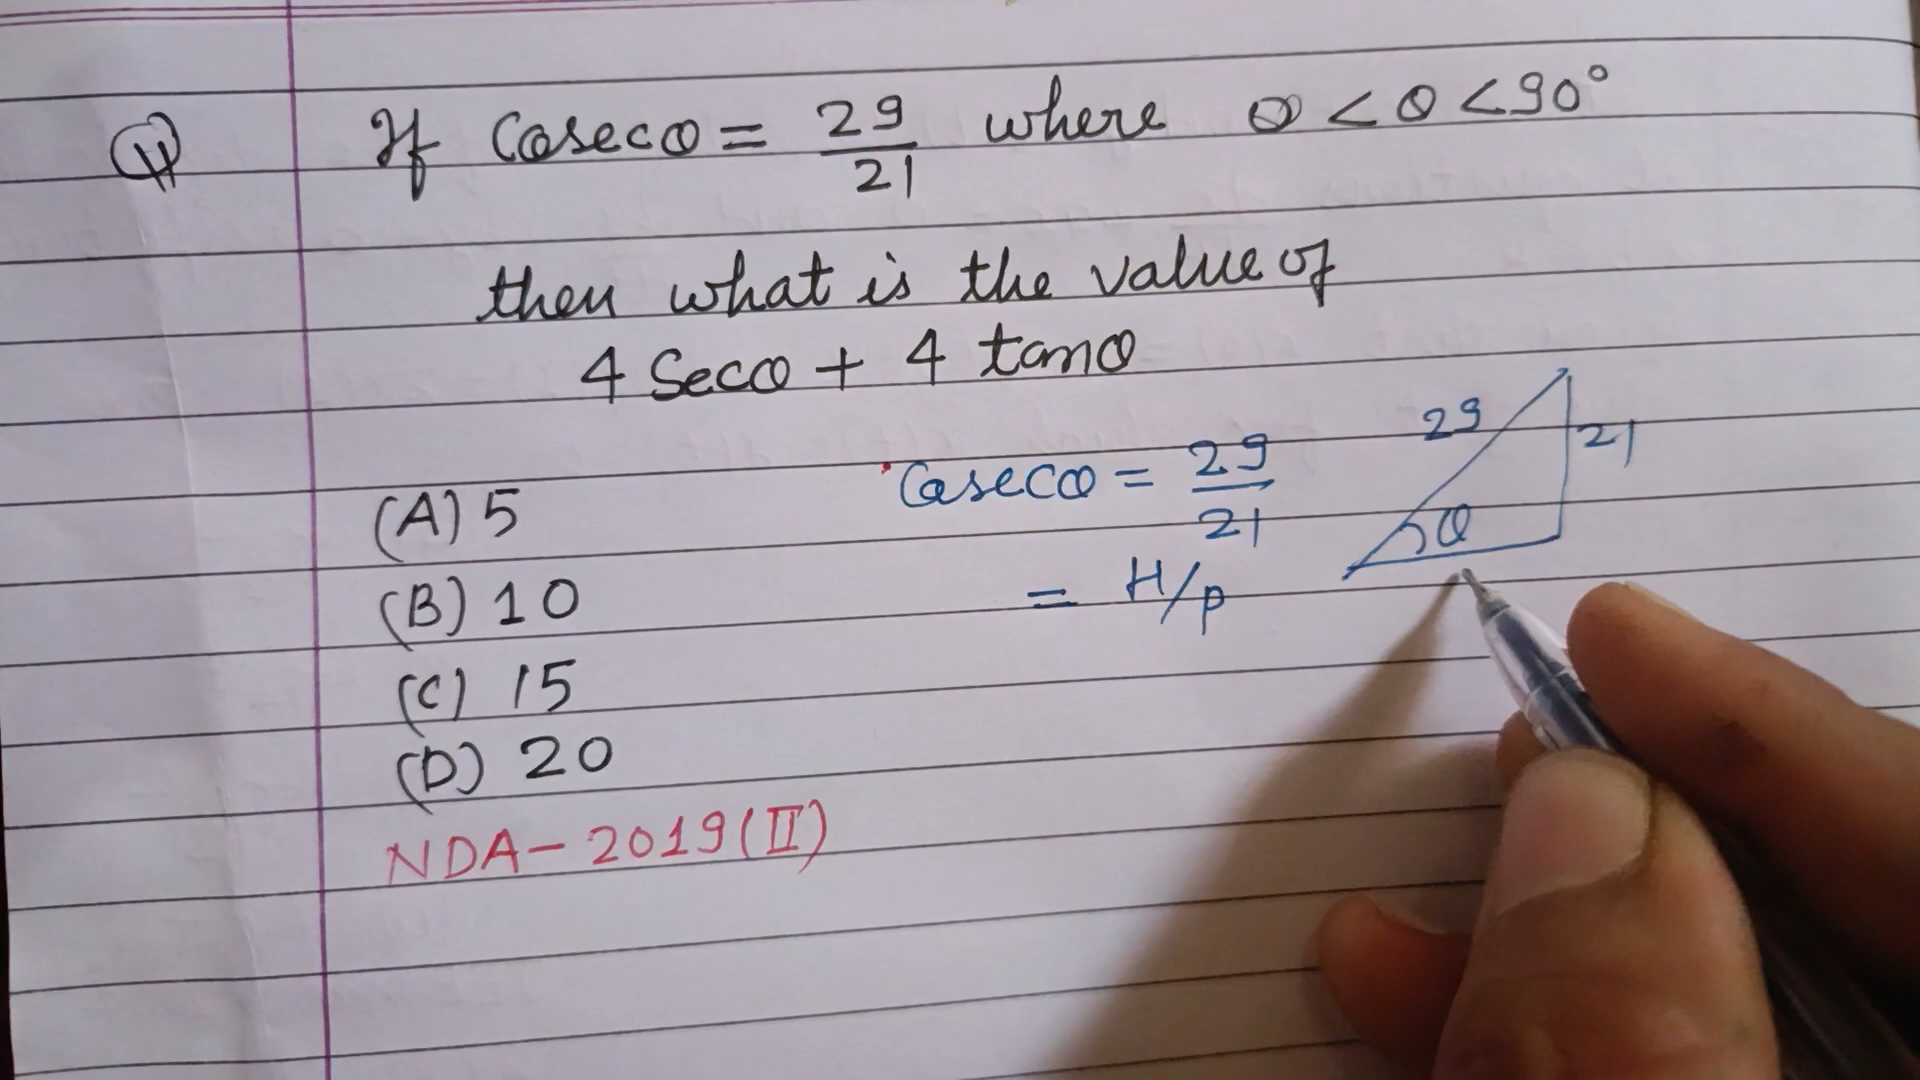 Q If Cosecθ = 29/21 where 0 < θ < 90°
then what is the value of
4 Secθ + 4 tanθ
(A) 5
(B) 10
(C) 15
(D) 20
NDA - 2019 (II)
Cosecθ = 29/21
= H/p
29
21
θ